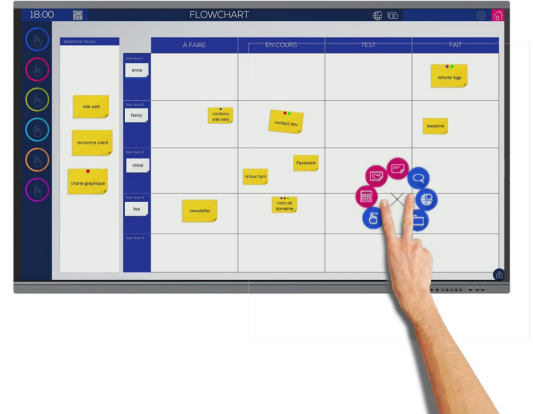 18:00
FLOWCHART
A FAIRE
EN COURS
TEST
FAIT
anna
refonte logo
site web
fanny
contenu
site web
contact dev
baseline
rencontre client
chloe
Facebook
retour tpm
charte graphique
lisa
newsletter
nom de
domaine